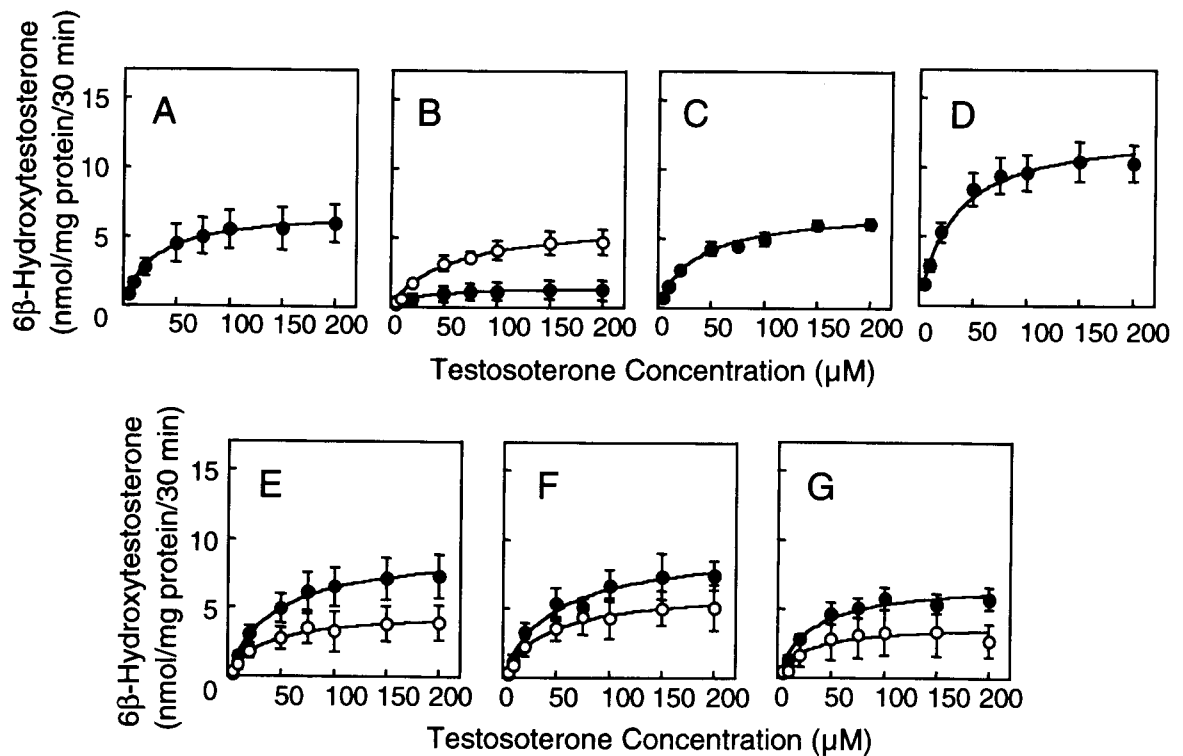 6β-Hydroxytestosterone
(nmol/mg protein/30 min)
15
10
5
0
A
B
C
D
50 100 150 200
0 50 100 150 200
0 50 100 150 200
0 50 100 150 200
Testosoterone Concentration (μM)
6β-Hydroxytestosterone
(nmol/mg protein/30 min)
15
10
5
0
E
F
G
50 100 150 200
0 50 100 150 200
0 50 100 150 200
Testosoterone Concentration (μM)